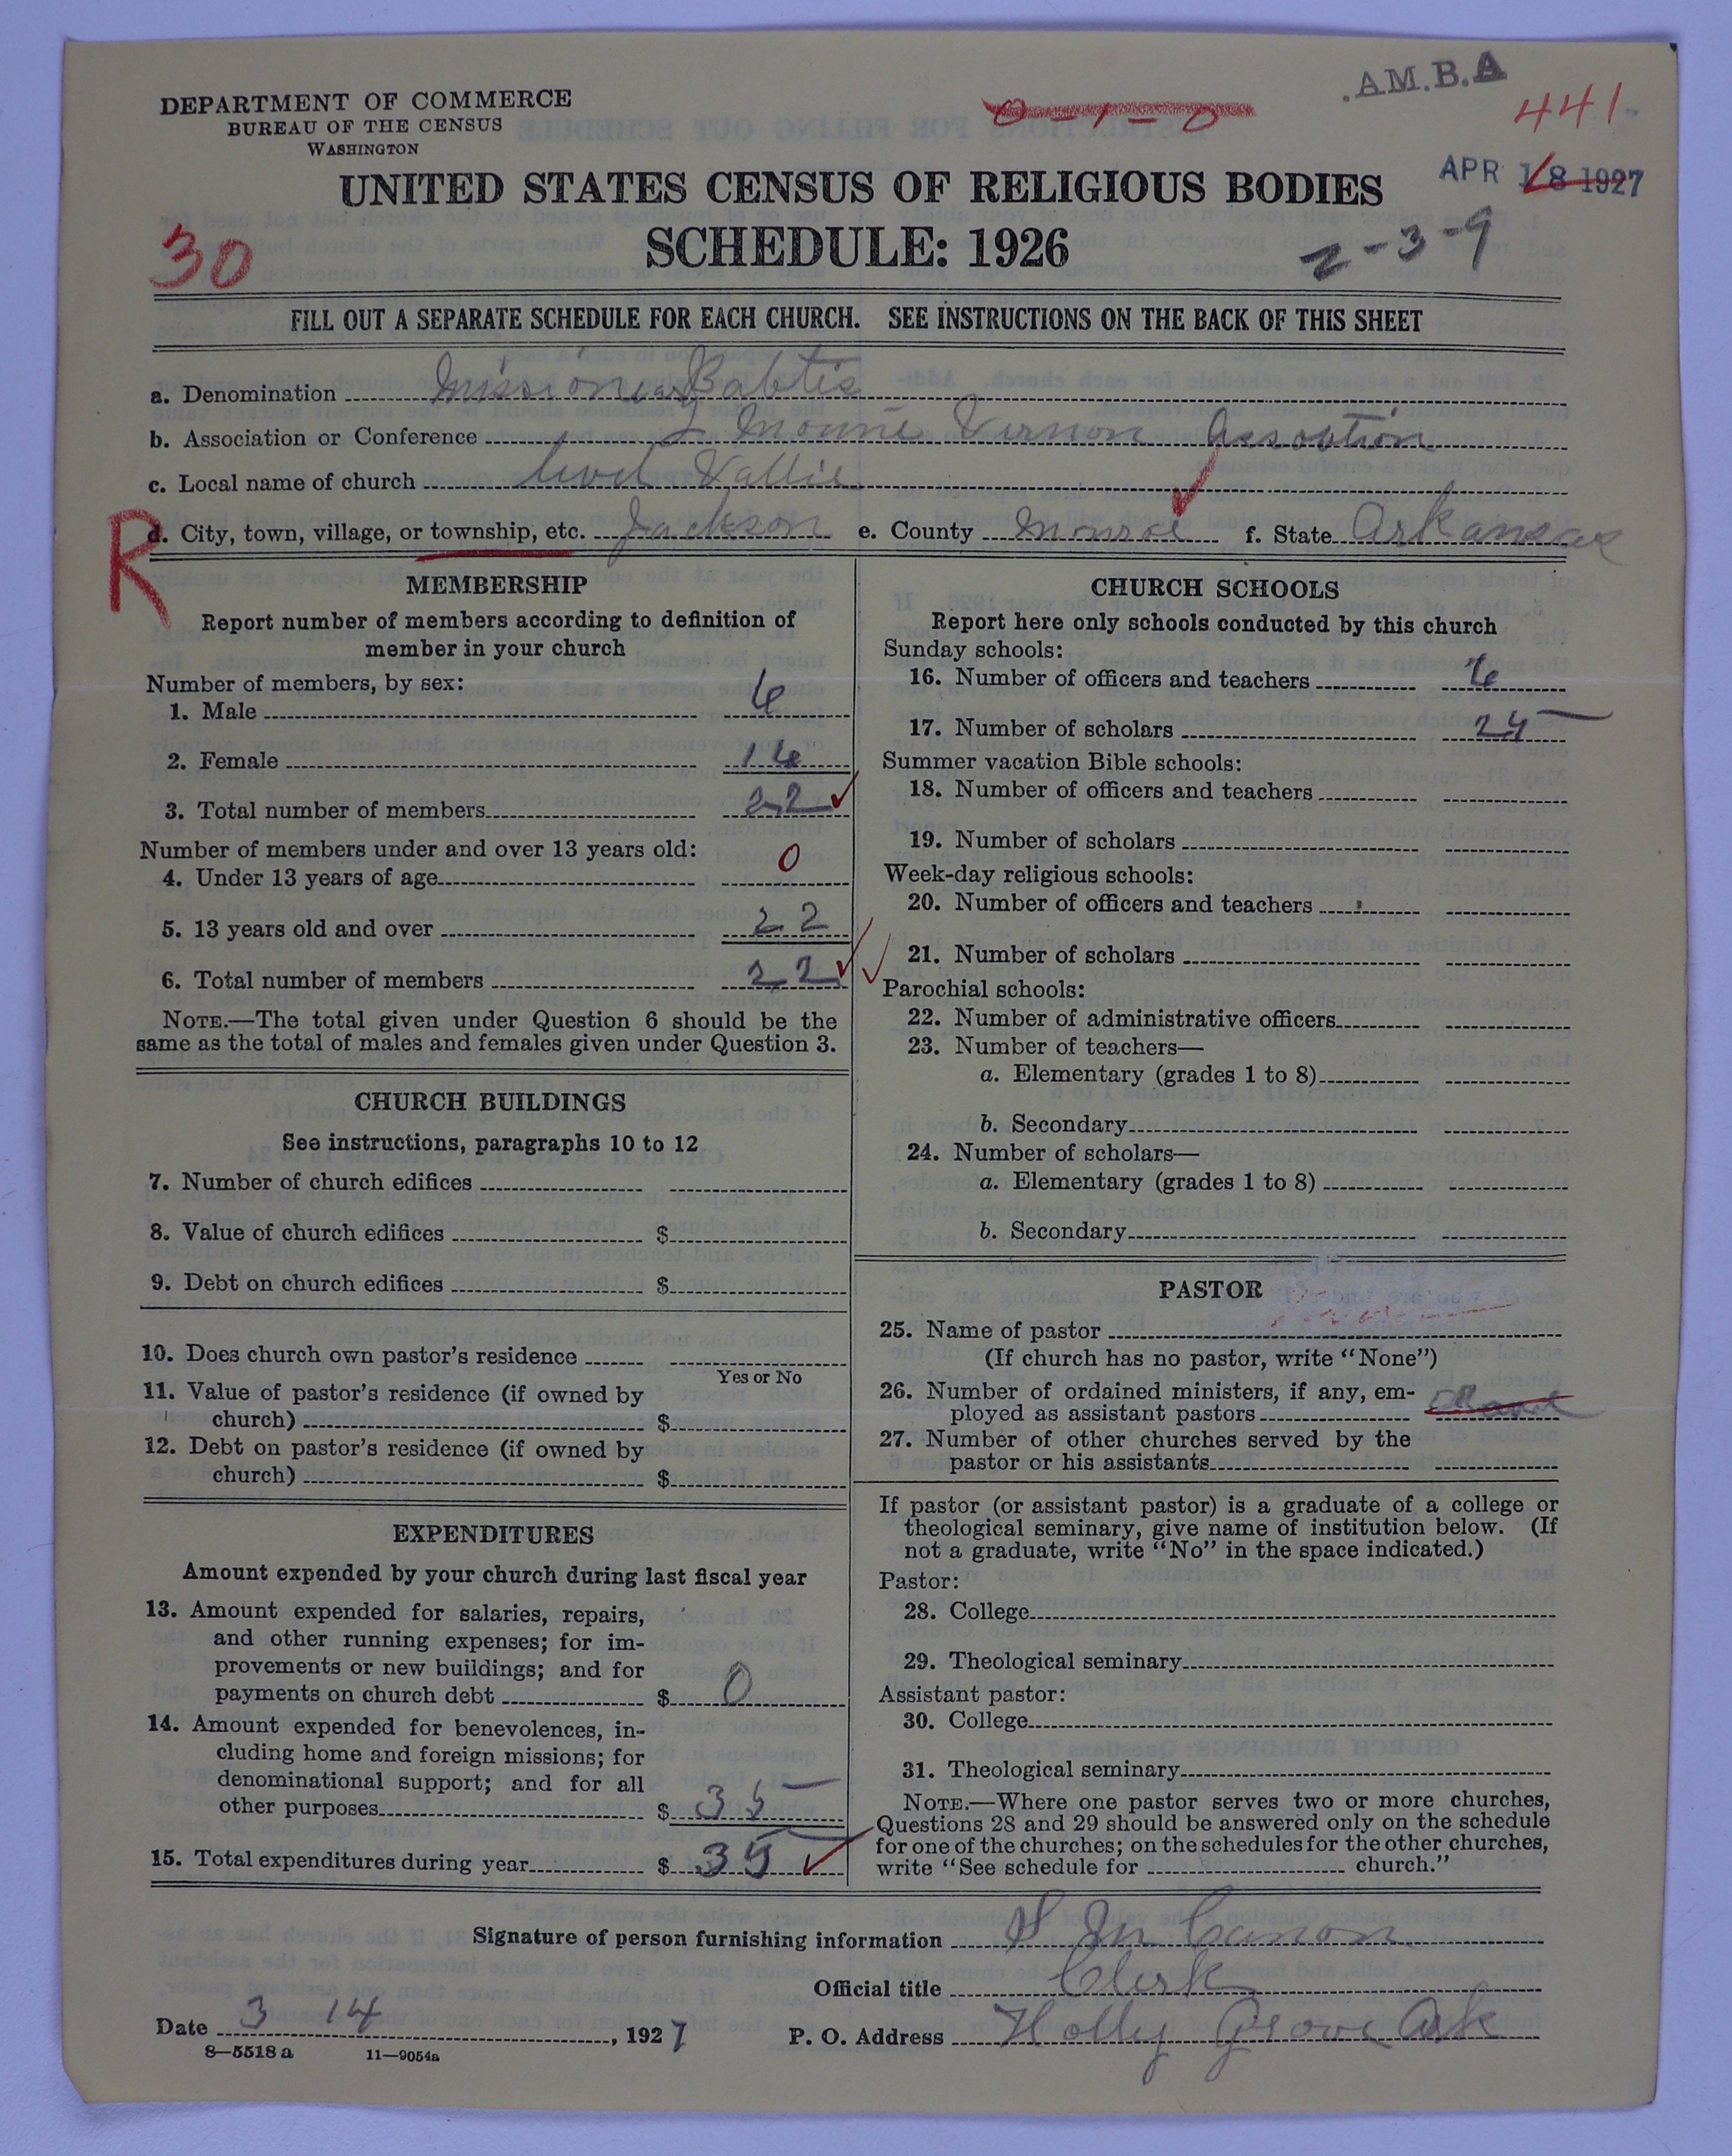 A.M.B.A
DEPARTMENT OF COMMERCE
BUREAU OF THE CENSUS
WASHINGTON
0-1-0
441
APR 18 1927
UNITED STATES CENSUS OF RELIGIOUS BODIES
SCHEDULE: 1926
30
2-3-9
FILL OUT A SEPARATE SCHEDULE FOR EACH CHURCH. SEE INSTRUCTIONS ON THE BACK OF THIS SHEET
a. Denomination Missionary Babtis
b. Association or Conference Vernon
c. Local name of church Vallie
R
d. City, town, village, or township, etc. Jackson e. County Monroe f. State Arkansas
MEMBERSHIP
Report number of members according to definition of
member in your church
Number of members, by sex:
1. Male 6
2. Female 16
3. Total number of members 22
Number of members under and over 13 years old:
4. Under 13 years of age 0
5. 13 years old and over 22
6. Total number of members 22
NOTE.—The total given under Question 6 should be the
same as the total of males and females given under Question 3.
CHURCH BUILDINGS
See instructions, paragraphs 10 to 12
7. Number of church edifices
8. Value of church edifices $
9. Debt on church edifices $
10. Does church own pastor's residence
Yes or No
11. Value of pastor's residence (if owned by
church) $
12. Debt on pastor's residence (if owned by
church) $
EXPENDITURES
Amount expended by your church during last fiscal year
13. Amount expended for salaries, repairs,
and other running expenses; for im-
provements or new buildings; and for
payments on church debt $ 0
14. Amount expended for benevolences, in-
cluding home and foreign missions; for
denominational support; and for all
other purposes $ 35
15. Total expenditures during year $ 35
CHURCH SCHOOLS
Report here only schools conducted by this church
Sunday schools:
16. Number of officers and teachers
17. Number of scholars
Summer vacation Bible schools:
18. Number of officers and teachers
19. Number of scholars
Week-day religious schools:
20. Number of officers and teachers
21. Number of scholars
Parochial schools:
22. Number of administrative officers
23. Number of teachers—
a. Elementary (grades 1 to 8)
b. Secondary
24. Number of scholars—
a. Elementary (grades 1 to 8)
b. Secondary
PASTOR
25. Name of pastor
(If church has no pastor, write "None")
26. Number of ordained ministers, if any, em-
ployed as assistant pastors
27. Number of other churches served by the
pastor or his assistants
If pastor (or assistant pastor) is a graduate of a college or
theological seminary, give name of institution below. (If
not a graduate, write "No" in the space indicated.)
Pastor:
28. College
29. Theological seminary
Assistant pastor:
30. College
31. Theological seminary
NOTE.—Where one pastor serves two or more churches,
Questions 28 and 29 should be answered only on the schedule
for one of the churches; on the schedules for the other churches,
write "See schedule for church."
Signature of person furnishing information S M Canon
Official title Clerk
Date 3 14, 1927 P. O. Address Holly Grove Ark
8—5518 a 11—9054a